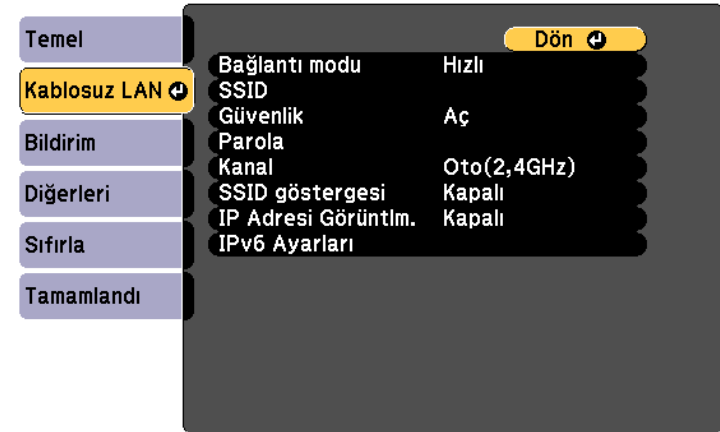 Temel
Kablosuz LAN
Bildirim
Diğerleri
Sıfırla
Tamamlandı
Dön
Bağlantı modu Hızlı
SSID
Güvenlik Aç
Parola
Kanal Oto(2,4GHz)
SSID göstergesi Kapalı
IP Adresi Görüntlm. Kapalı
IPv6 Ayarları